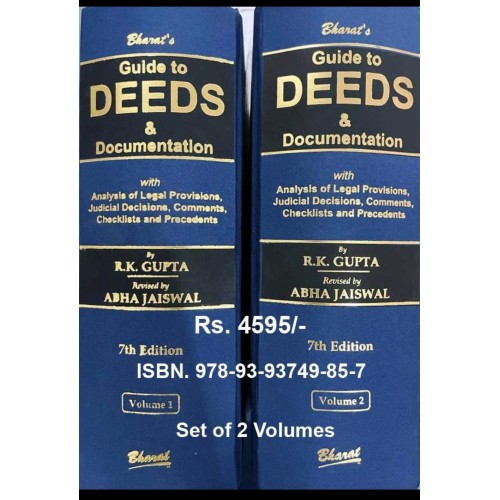 Bharat's
Guide to
DEEDS
&
Documentation
with
Analysis of Legal Provisions,
Judicial Decisions, Comments,
Checklists and Precedents
By
R.K. GUPTA
Revised by
ABHA JAISWAL
7th Edition
Volume 1
Bharat
Bharat's
Guide to
DEEDS
&
Documentation
with
Analysis of Legal Provisions,
Judicial Decisions, Comments,
Checklists and Precedents
By
R.K. GUPTA
Revised by
ABHA JAISWAL
7th Edition
Volume 2
Bharat
Rs. 4595/-
ISBN. 978-93-93749-85-7
Set of 2 Volumes